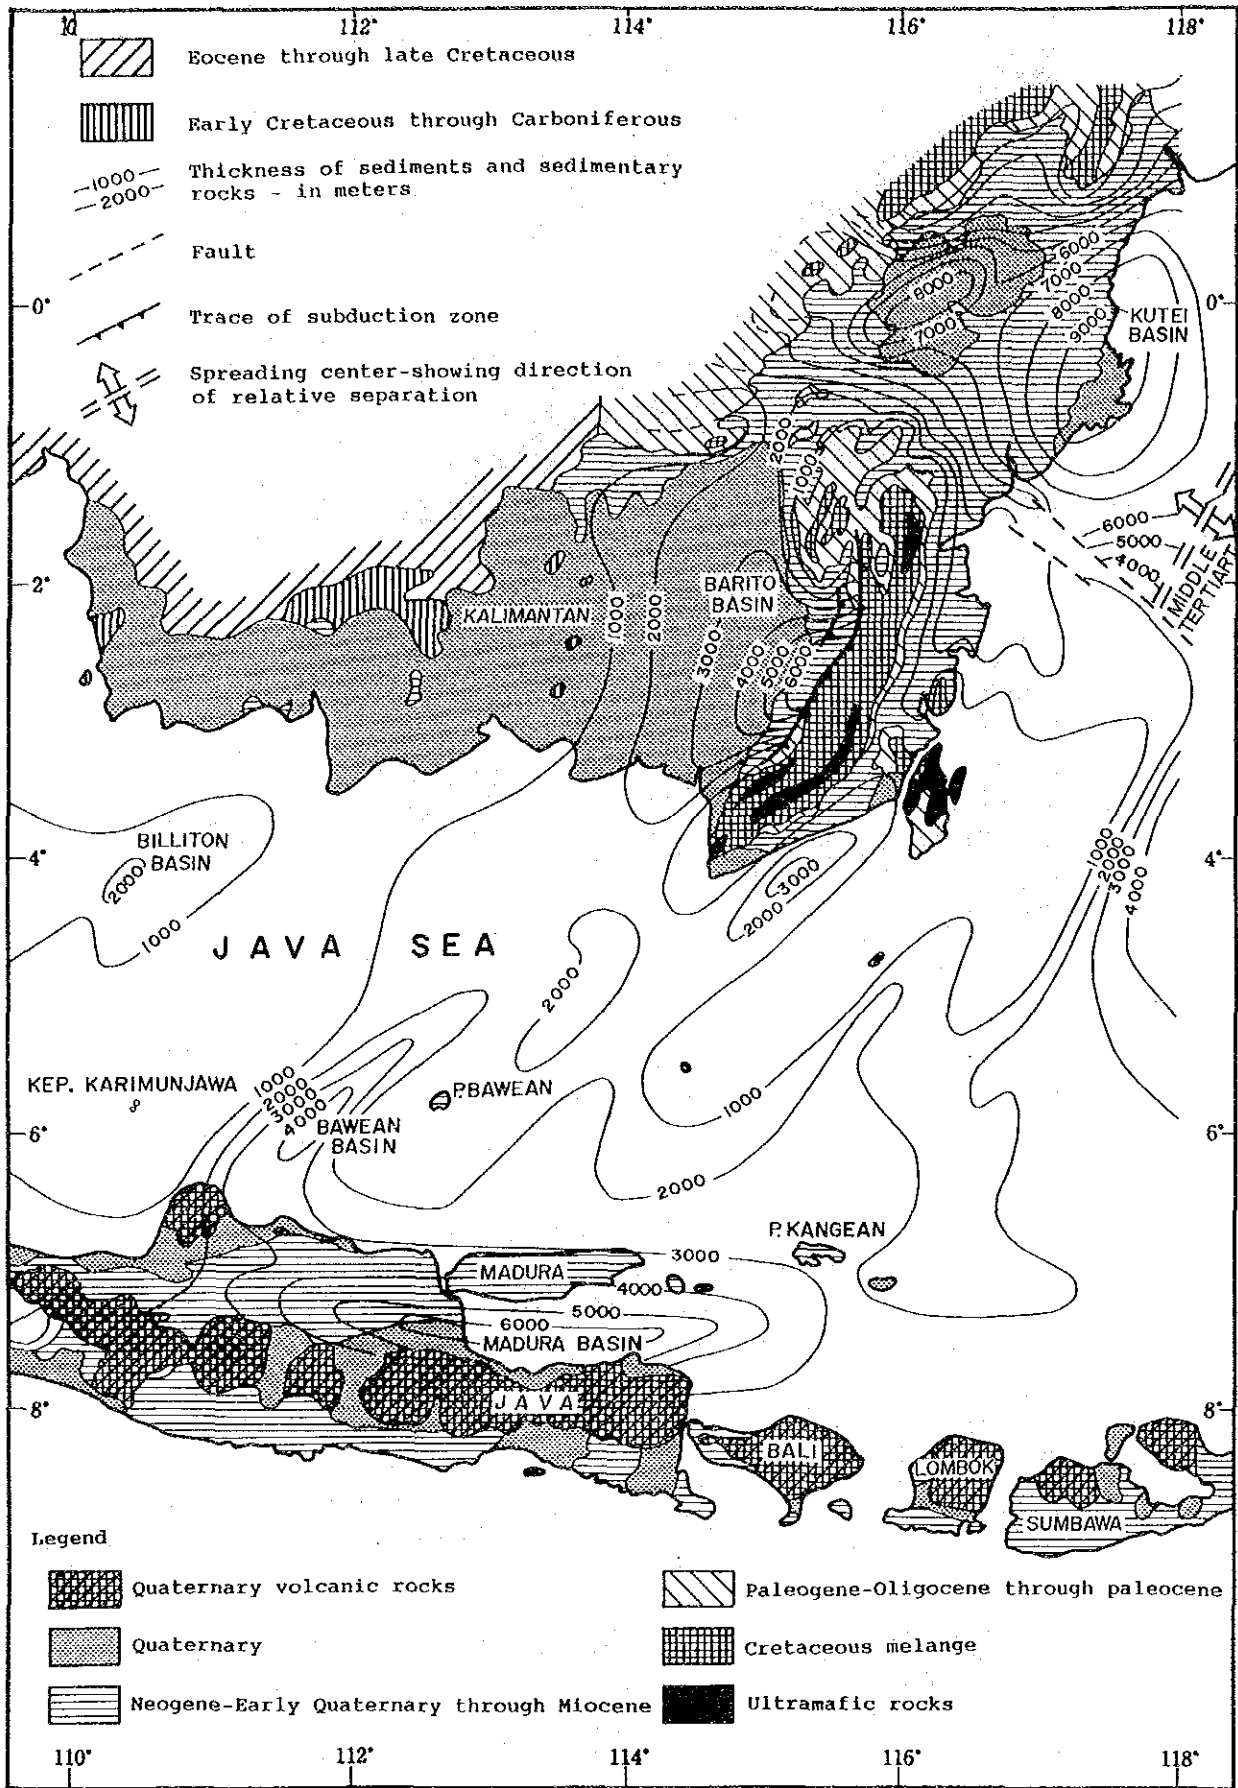 112° 114° 116° 118°
Eocene through late Cretaceous
Early Cretaceous through Carboniferous
1000
2000
Thickness of sediments and sedimentary
rocks - in meters
Fault
Trace of subduction zone
Spreading center-showing direction
of relative separation
6000
7000
8000
9000
8000
7000
0° 0°
KUTEI
BASIN
2000
1000
6000
5000
4000
MIDDLE
TERTIART
2°
KALIMANTAN
BARITO
BASIN
1000
2000
3000
4000
5000
6000
BILLITON
BASIN
2000
1000
4° 4°
3000
2000
1000
2000
3000
4000
JAVA SEA
2000
KEP. KARIMUNJAWA
1000
2000
3000
4000
P.BAWEAN
BAWEAN
BASIN
1000
6° 6°
2000
P. KANGEAN
3000
MADURA
4000
5000
6000
MADURA BASIN
8° 8°
JAVA
BALI
LOMBOK
SUMBAWA
Legend
Quaternary volcanic rocks
Quaternary
Neogene-Early Quaternary through Miocene
Paleogene-Oligocene through paleocene
Cretaceous melange
Ultramafic rocks
110° 112° 114° 116° 118°